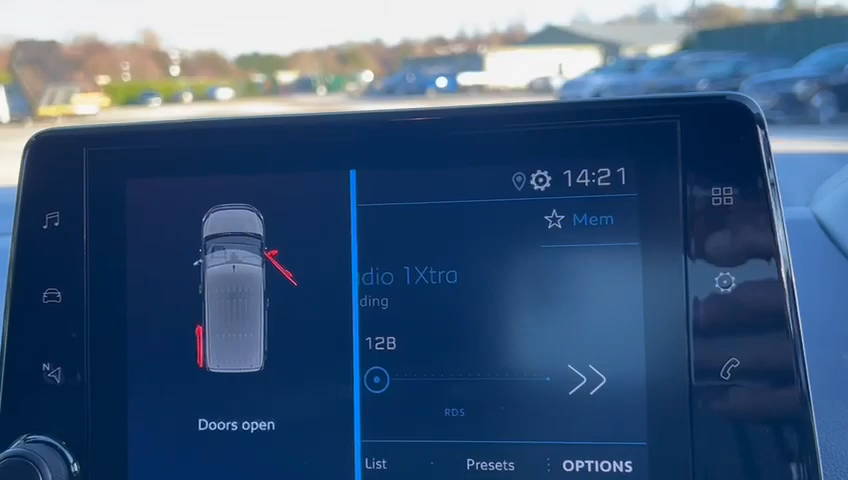 14:21
Mem
dio 1Xtra
ding
12B
RDS
N
Doors open
List
Presets
OPTIONS